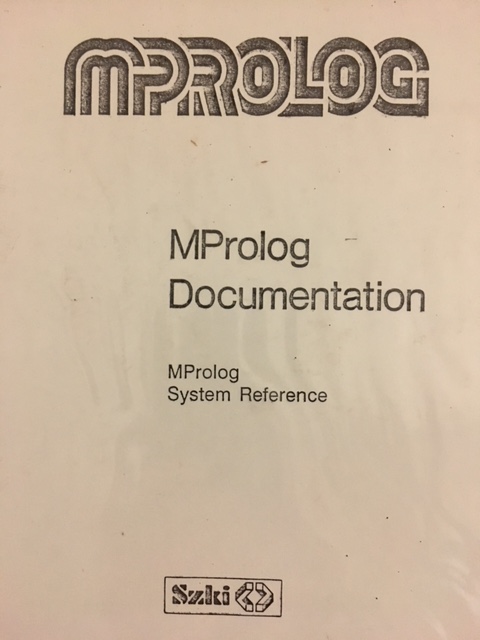 MPROLOG
MProlog
Documentation
MProlog
System Reference
Szki